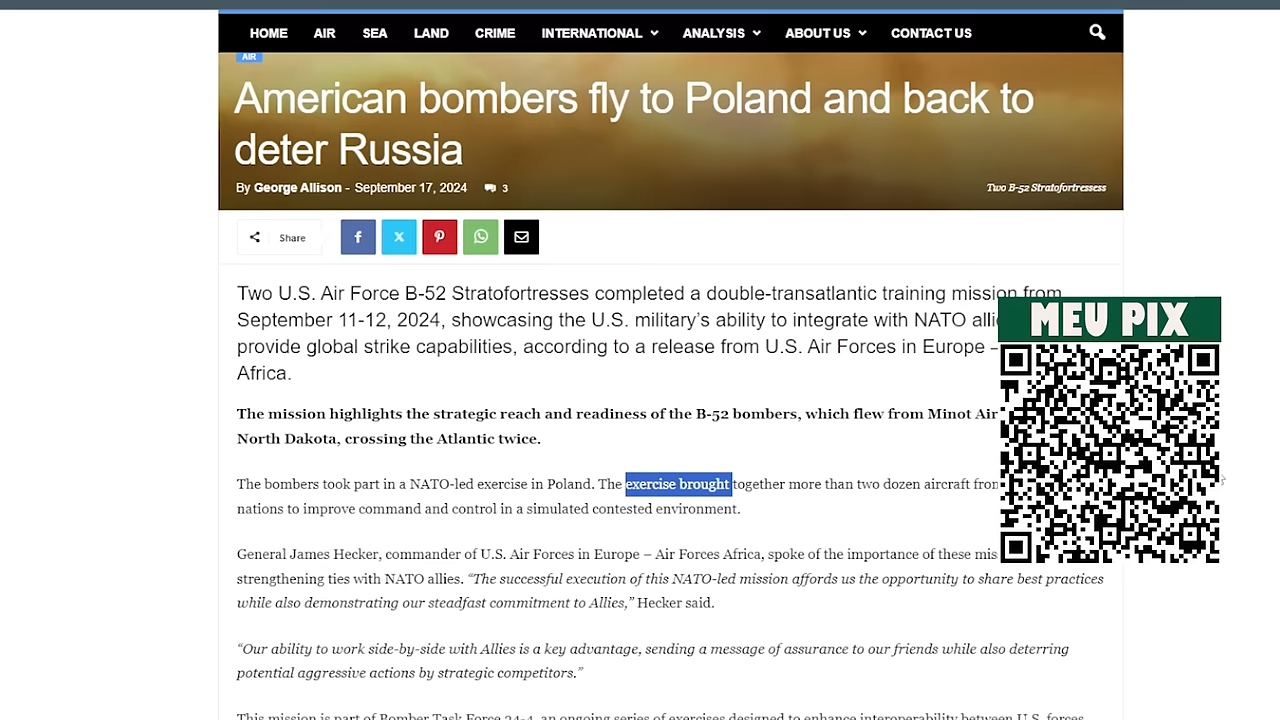 HOME AIR SEA LAND CRIME INTERNATIONAL ANALYSIS ABOUT US CONTACT US
AIR
American bombers fly to Poland and back to
deter Russia
By George Allison - September 17, 2024 3
Two B-52 Stratofortressess
Share
Two U.S. Air Force B-52 Stratofortresses completed a double-transatlantic training mission from
September 11-12, 2024, showcasing the U.S. military’s ability to integrate with NATO
provide global strike capabilities, according to a release from U.S. Air Forces in Europe –
Africa.
MEU PIX
The mission highlights the strategic reach and readiness of the B-52 bombers, which flew from Minot Air
North Dakota, crossing the Atlantic twice.
The bombers took part in a NATO-led exercise in Poland. The exercise brought together more than two dozen aircraft
nations to improve command and control in a simulated contested environment.
General James Hecker, commander of U.S. Air Forces in Europe – Air Forces Africa, spoke of the importance of these
strengthening ties with NATO allies. “The successful execution of this NATO-led mission affords us the opportunity to share best practices
while also demonstrating our steadfast commitment to Allies,” Hecker said.
“Our ability to work side-by-side with Allies is a key advantage, sending a message of assurance to our friends while also deterring
potential aggressive actions by strategic competitors.”
This mission is part of Bomber Task Force 24-4, an ongoing series of exercises designed to enhance interoperability between U.S. forces